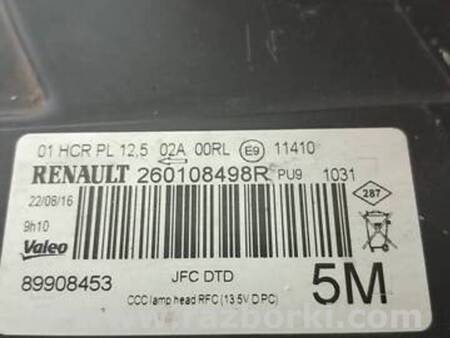 01 HCR PL 12,5 02A 00RL E9 11410
RENAULT 260108498R PU9 1031
22/08/16
287
9h10
Valeo
89908453
JFC DTD
5M
CCC lamp head RFC (13.5V D PC)
razborki.com